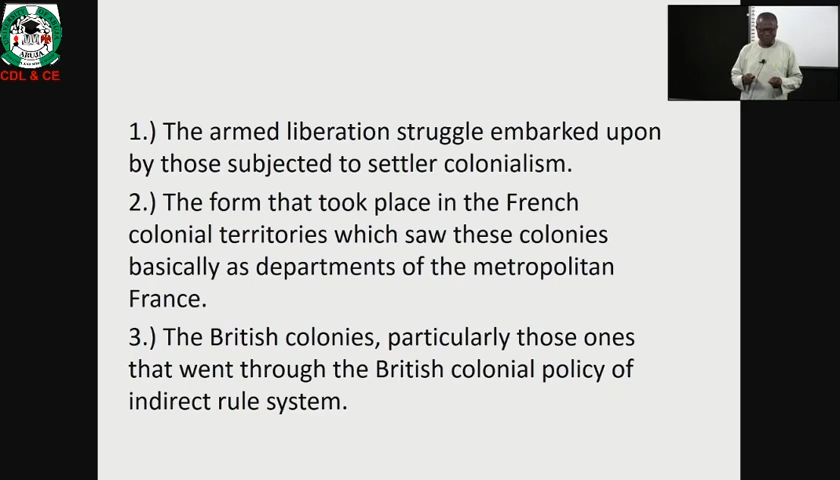 ABUJA
CDL & CE
1.) The armed liberation struggle embarked upon
by those subjected to settler colonialism.
2.) The form that took place in the French
colonial territories which saw these colonies
basically as departments of the metropolitan
France.
3.) The British colonies, particularly those ones
that went through the British colonial policy of
indirect rule system.